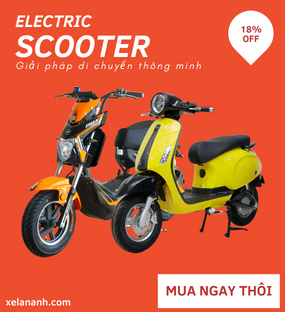 ELECTRIC
SCOOTER
Giải pháp di chuyển thông minh
18%
OFF
MUA NGAY THÔI
xelananh.com